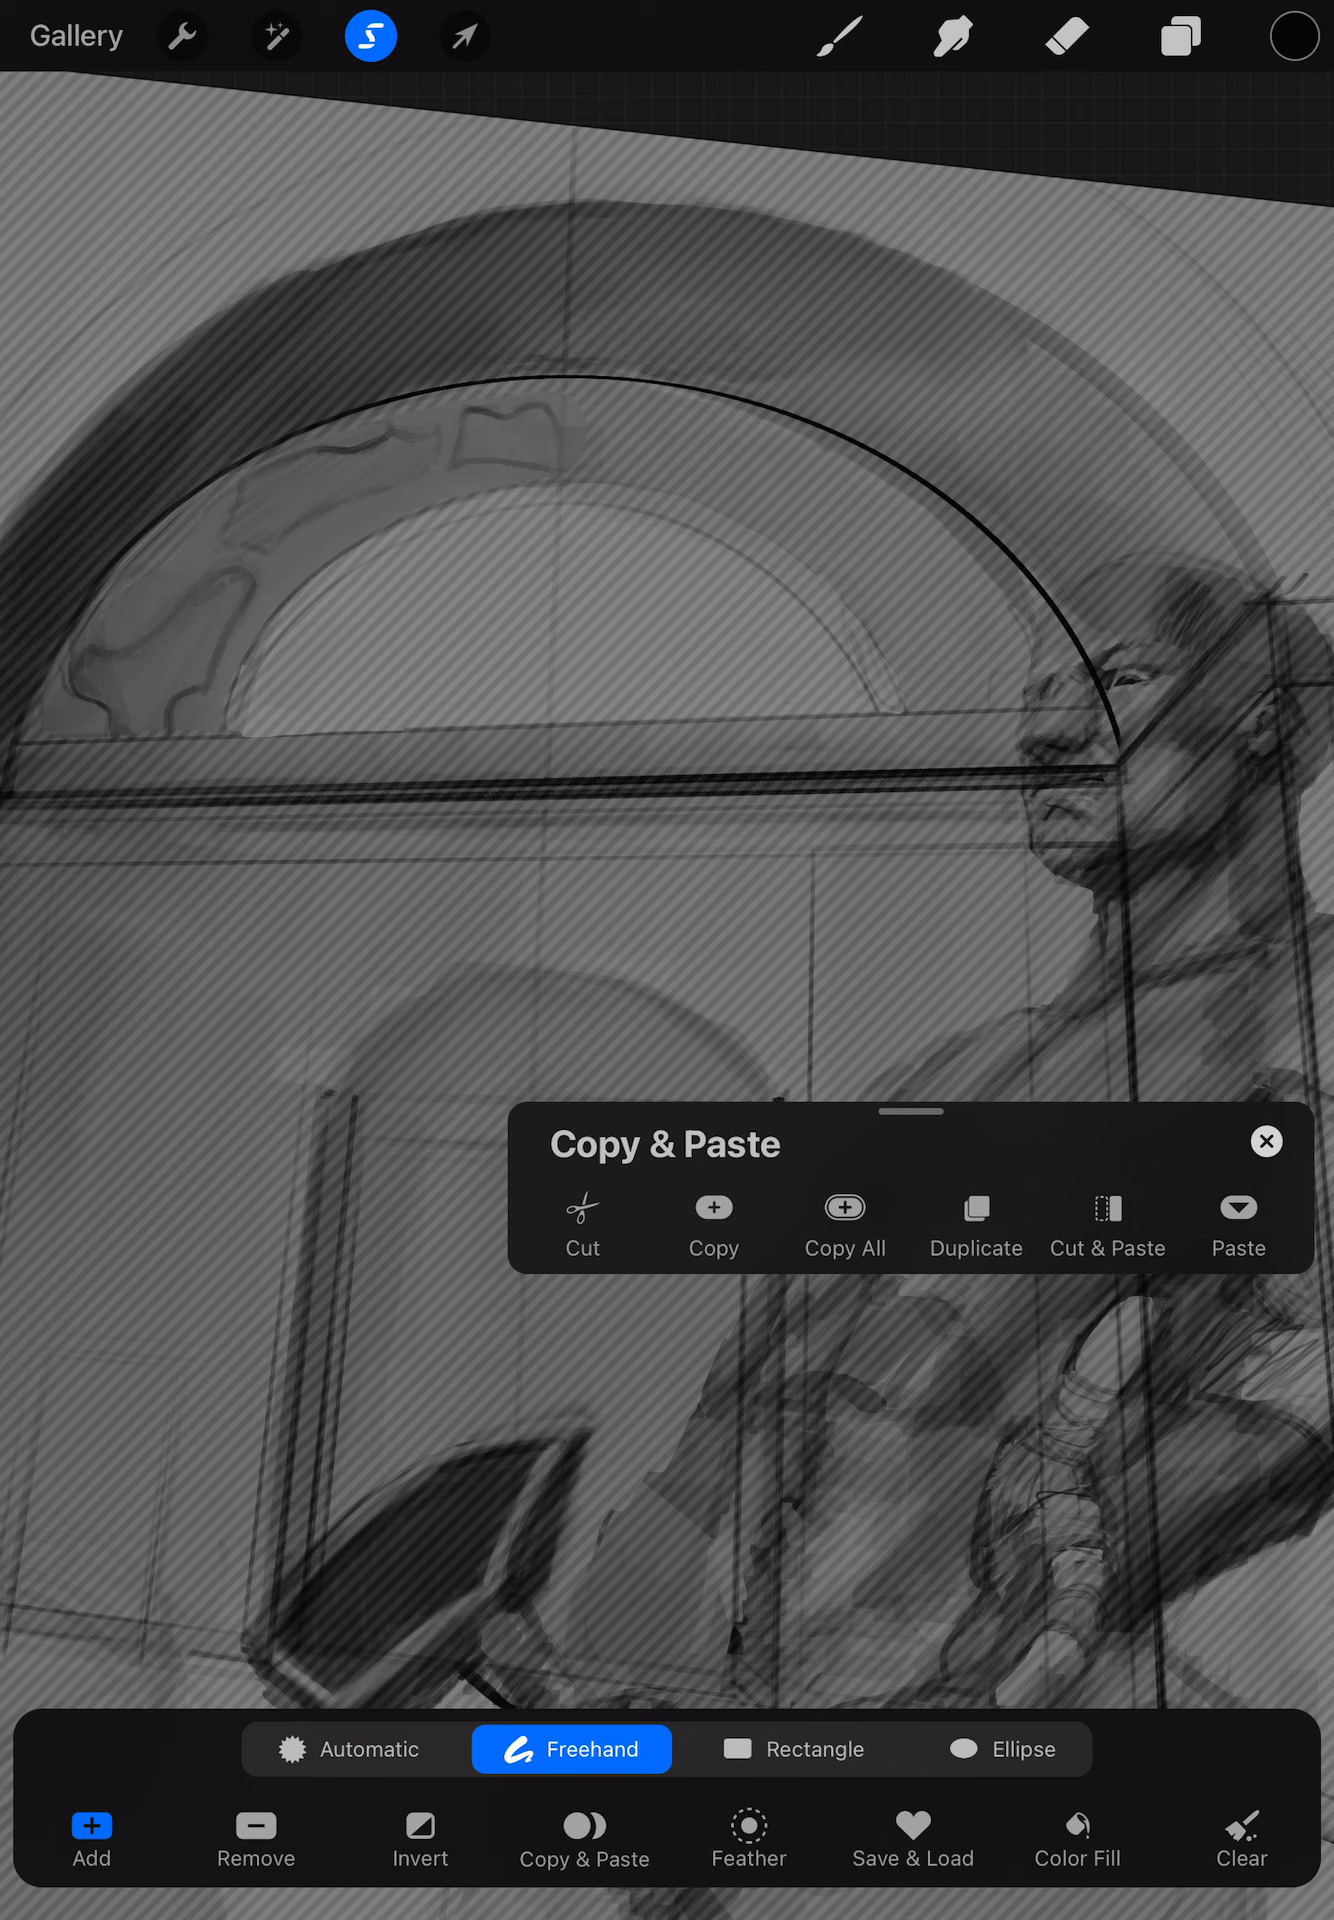 Gallery
Copy & Paste
Cut Copy Copy All Duplicate Cut & Paste Paste
Automatic Freehand Rectangle Ellipse
Add Remove Invert Copy & Paste Feather Save & Load Color Fill Clear